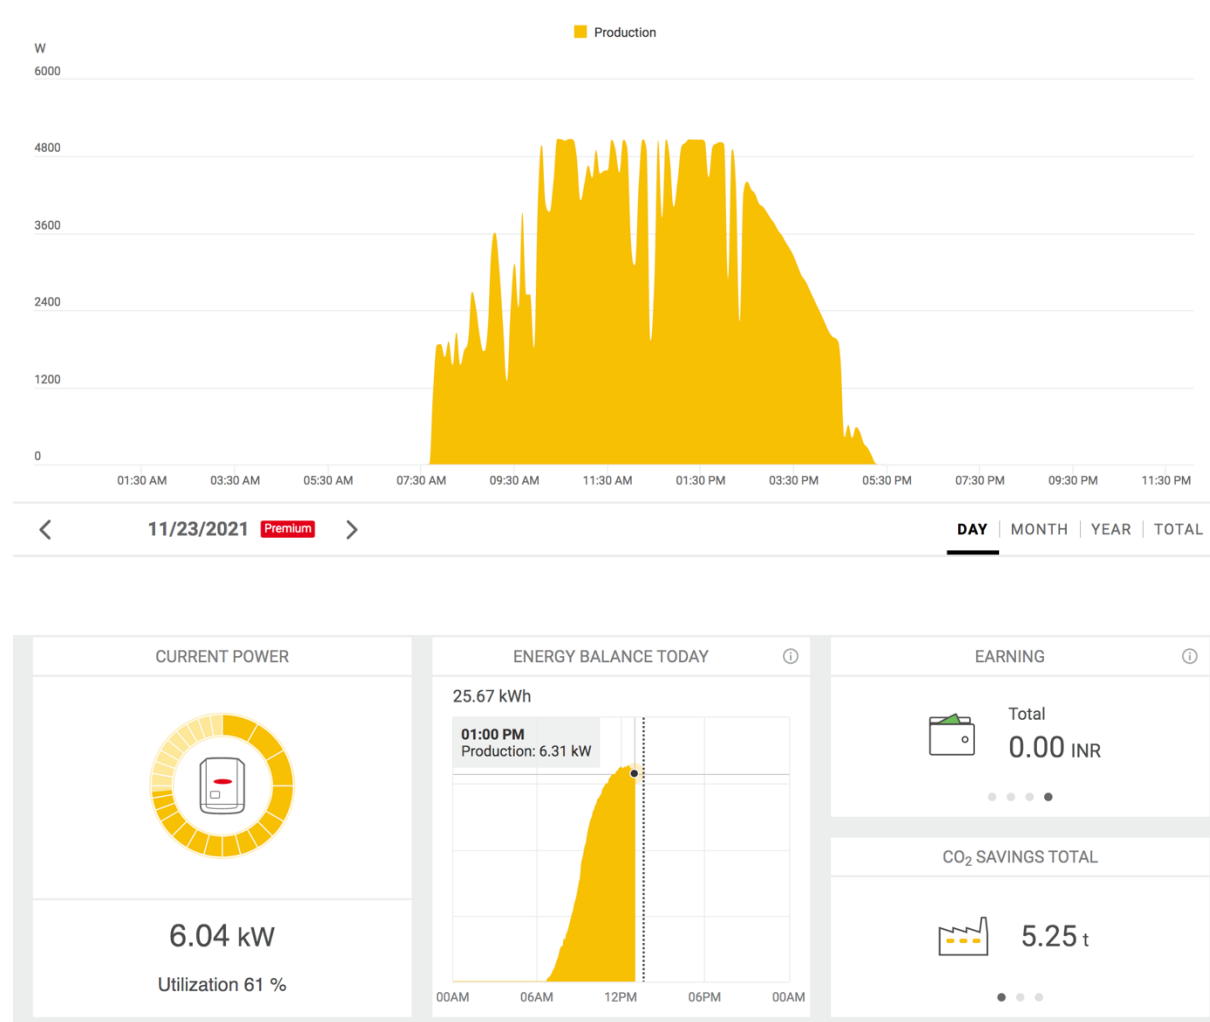 Production
W
6000
4800
3600
2400
1200
0
01:30 AM 03:30 AM 05:30 AM 07:30 AM 09:30 AM 11:30 AM 01:30 PM 03:30 PM 05:30 PM 07:30 PM 09:30 PM 11:30 PM
11/23/2021 Premium DAY MONTH YEAR TOTAL
CURRENT POWER
6.04 kW
Utilization 61 %
ENERGY BALANCE TODAY
25.67 kWh
01:00 PM
Production: 6.31 kW
00AM 06AM 12PM 06PM 00AM
EARNING
Total
0.00 INR
CO₂ SAVINGS TOTAL
5.25 t